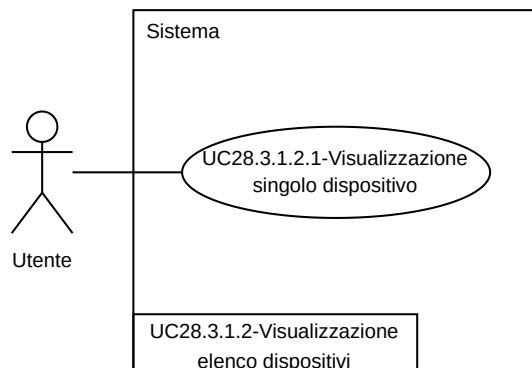 Sistema
UC28.3.1.2.1-Visualizzazione
singolo dispositivo
Utente
UC28.3.1.2-Visualizzazione
elenco dispositivi